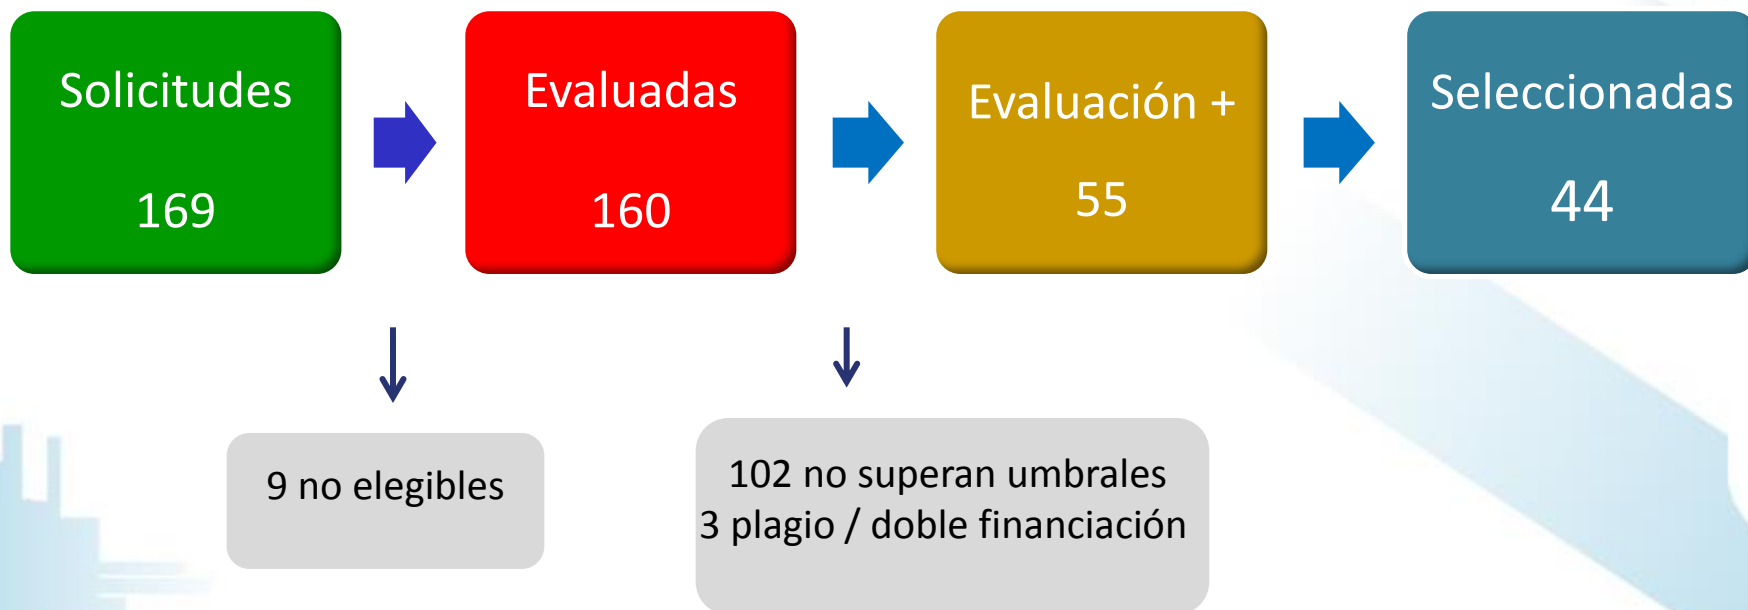 Solicitudes
169
Evaluadas
160
Evaluación +
55
Seleccionadas
44
9 no elegibles
102 no superan umbrales
3 plagio / doble financiación